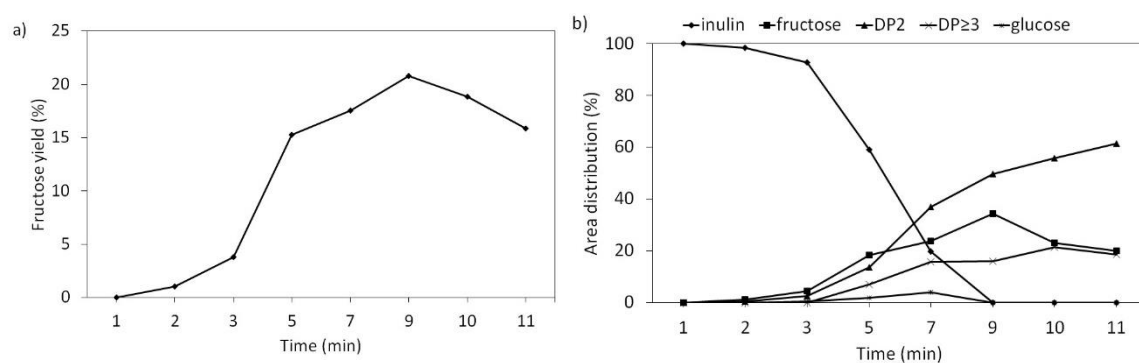 a)
25
20
15
10
5
0
Fructose yield (%)
1 2 3 5 7 9 10 11
Time (min)
b)
inulin fructose DP2 DP≥3 glucose
100
80
60
40
20
0
Area distribution (%)
1 2 3 5 7 9 10 11
Time (min)